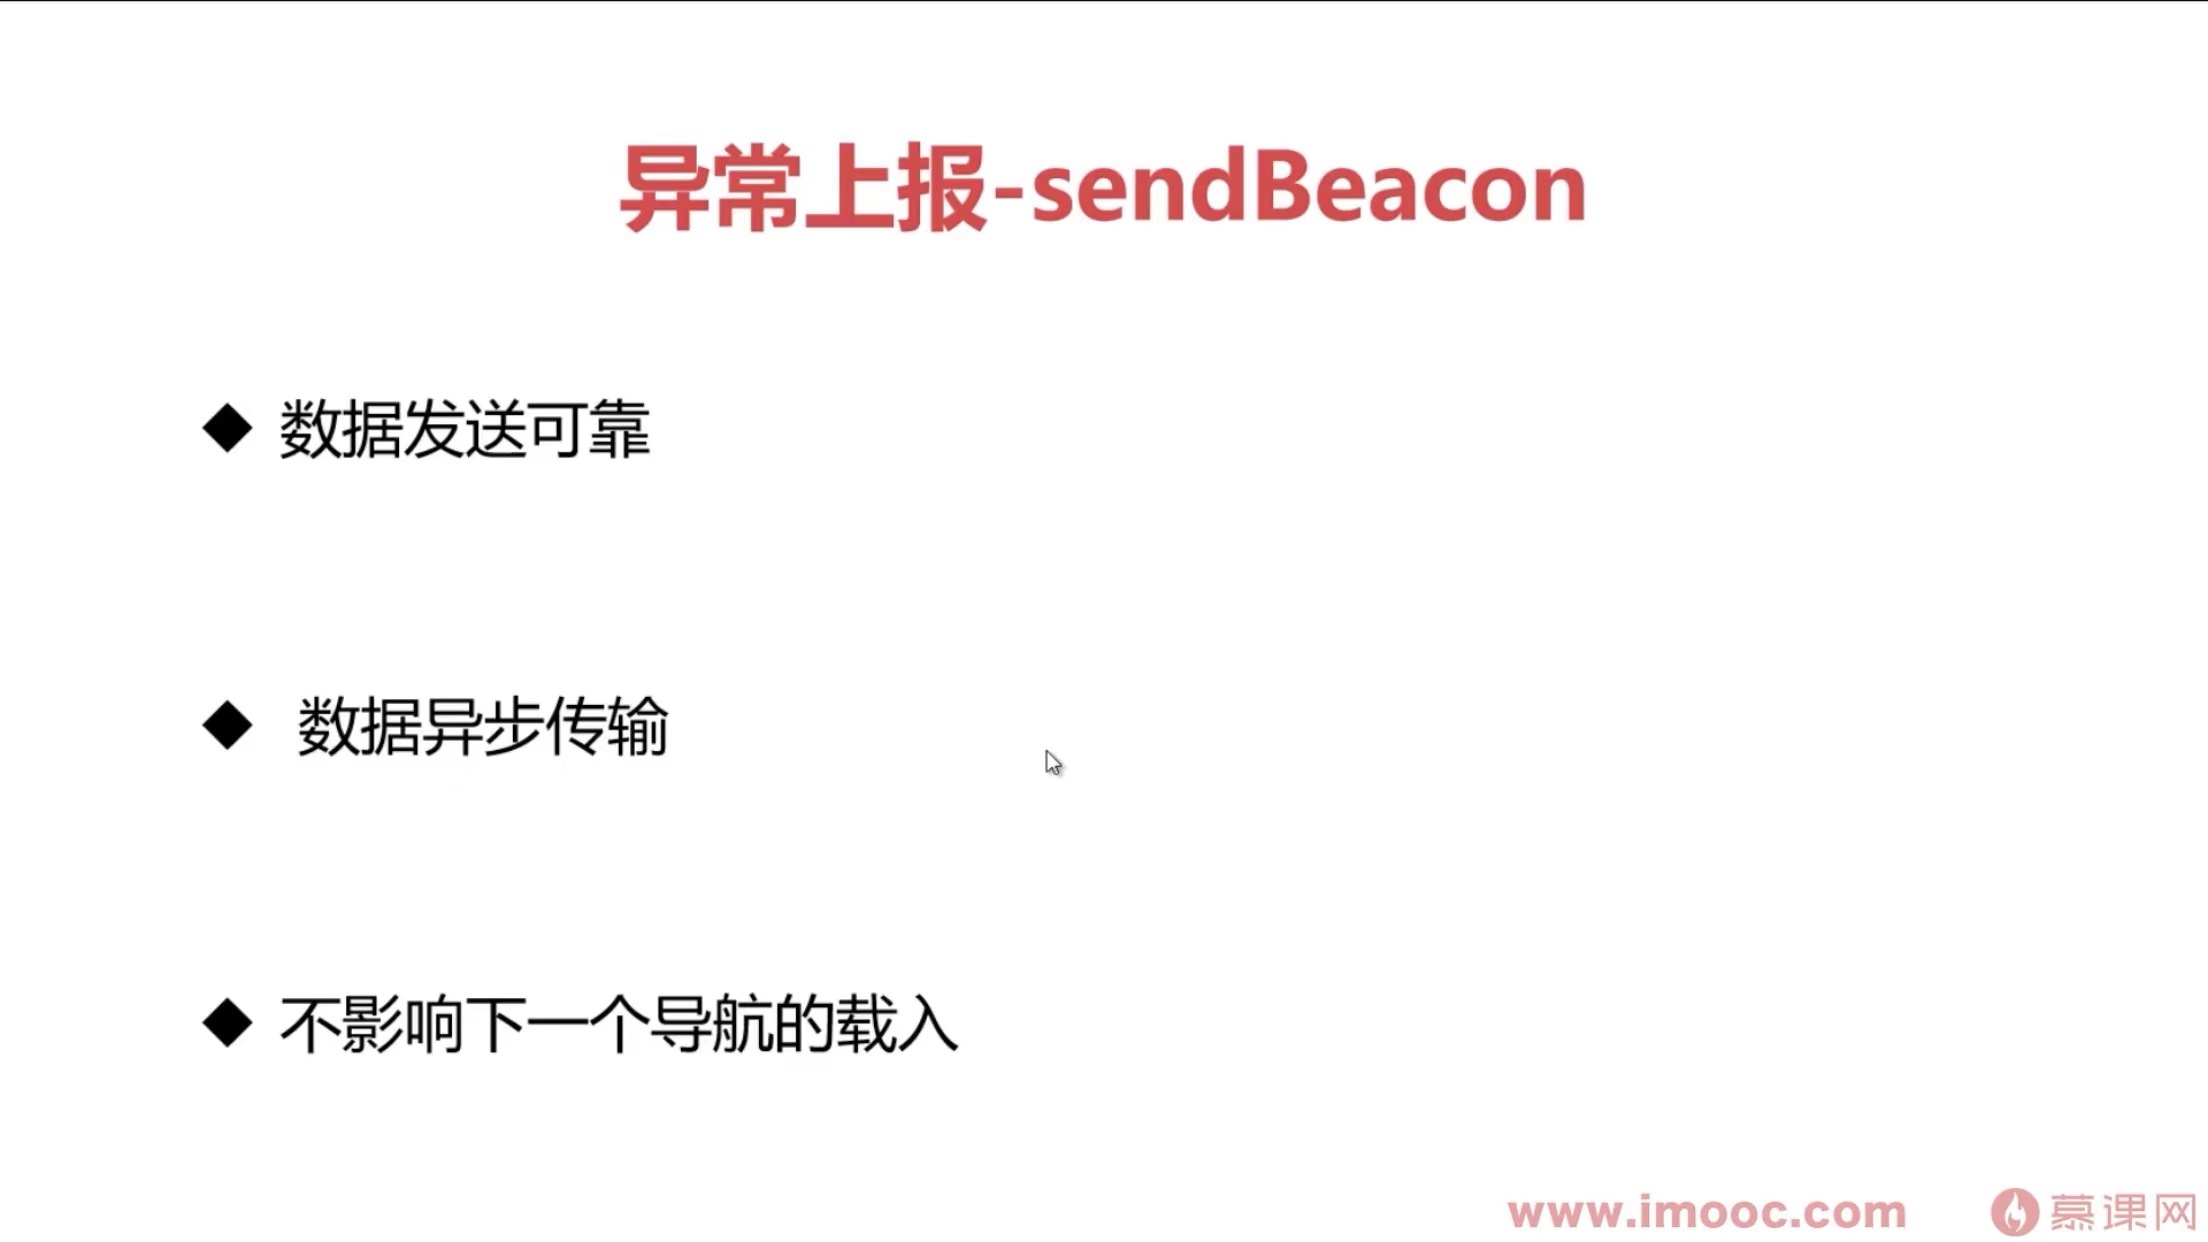 异常上报-sendBeacon
◆ 数据发送可靠
◆ 数据异步传输
◆ 不影响下一个导航的载入
www.imooc.com 慕课网